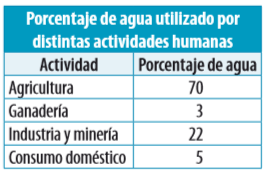 Porcentaje de agua utilizado por
distintas actividades humanas
Actividad Porcentaje de agua
Agricultura 70
Ganadería 3
Industria y minería 22
Consumo doméstico 5